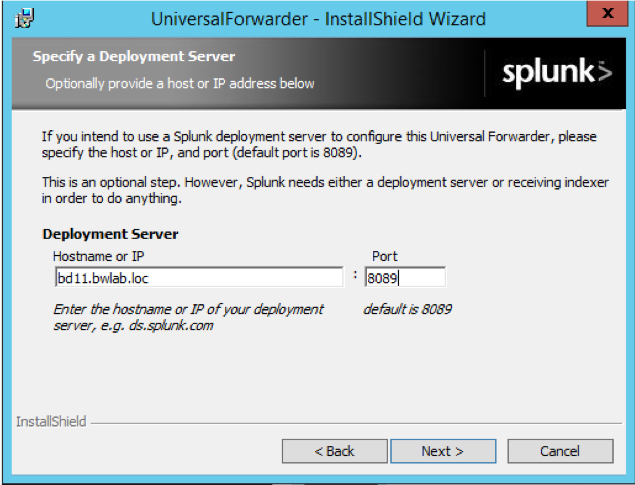 UniversalForwarder - InstallShield Wizard
x
Specify a Deployment Server
Optionally provide a host or IP address below
splunk>
If you intend to use a Splunk deployment server to configure this Universal Forwarder, please
specify the host or IP, and port (default port is 8089).
This is an optional step. However, Splunk needs either a deployment server or receiving indexer
in order to do anything.
Deployment Server
Hostname or IP Port
bd11.bwlab.loc : 8089
Enter the hostname or IP of your deployment default is 8089
server, e.g. ds.splunk.com
InstallShield
< Back Next > Cancel